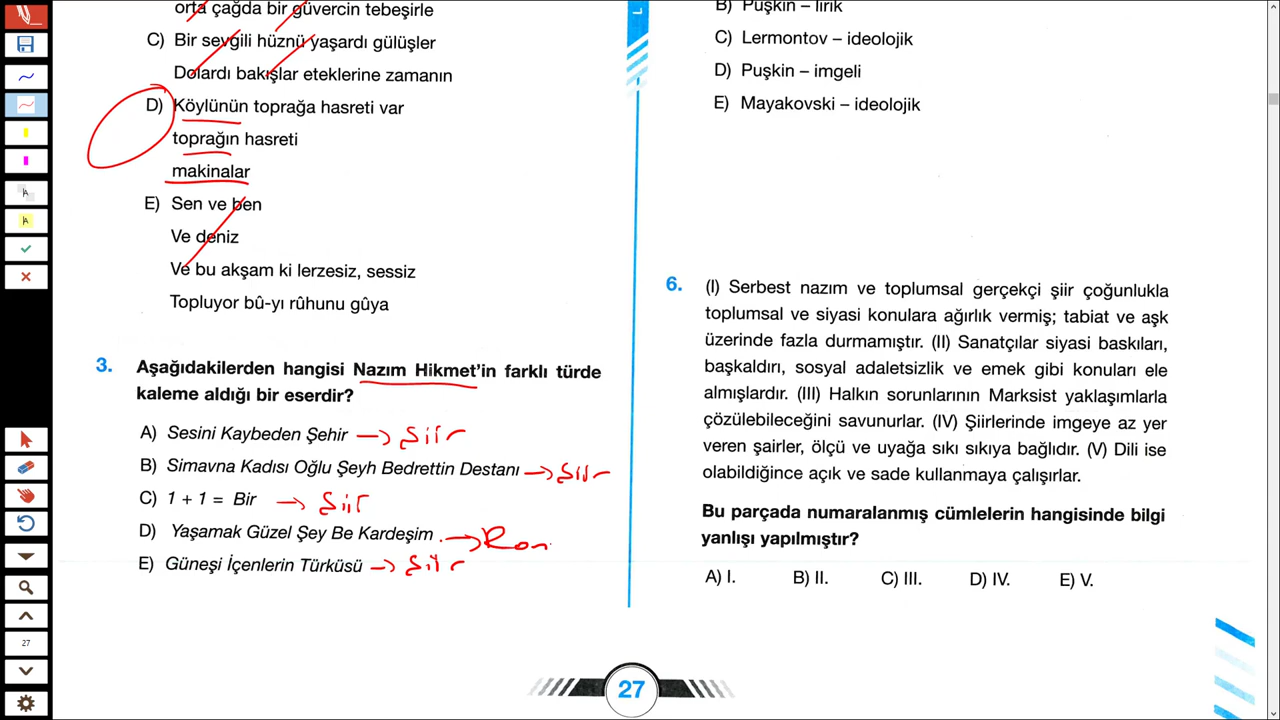 orta çağda bir güvercin tebeşirle
C) Bir sevgili hüznü yaşardı gülüşler
Dolardı bakışlar eteklerine zamanın
D) Köylünün toprağa hasreti var
toprağın hasreti
makinalar
E) Sen ve ben
Ve deniz
Ve bu akşam ki lerzesiz, sessiz
Topluyor bû-yı rûhunu gûya
3. Aşağıdakilerden hangisi Nazım Hikmet'in farklı türde
kaleme aldığı bir eserdir?
A) Sesini Kaybeden Şehir → Şiir
B) Simavna Kadısı Oğlu Şeyh Bedrettin Destanı → Şiir
C) 1 + 1 = Bir → Şiir
D) Yaşamak Güzel Şey Be Kardeşim. → Rom
E) Güneşi İçenlerin Türküsü → Şiir
B) Puşkin – lirik
C) Lermontov – ideolojik
D) Puşkin – imgeli
E) Mayakovski – ideolojik
6. (I) Serbest nazım ve toplumsal gerçekçi şiir çoğunlukla
toplumsal ve siyasi konulara ağırlık vermiş; tabiat ve aşk
üzerinde fazla durmamıştır. (II) Sanatçılar siyasi baskıları,
başkaldırı, sosyal adaletsizlik ve emek gibi konuları ele
almışlardır. (III) Halkın sorunlarının Marksist yaklaşımlarla
çözülebileceğini savunurlar. (IV) Şiirlerinde imgeye az yer
veren şairler, ölçü ve uyağa sıkı sıkıya bağlıdır. (V) Dili ise
olabildiğince açık ve sade kullanmaya çalışırlar.
Bu parçada numaralanmış cümlelerin hangisinde bilgi
yanlışı yapılmıştır?
A) I. B) II. C) III. D) IV. E) V.
27
27